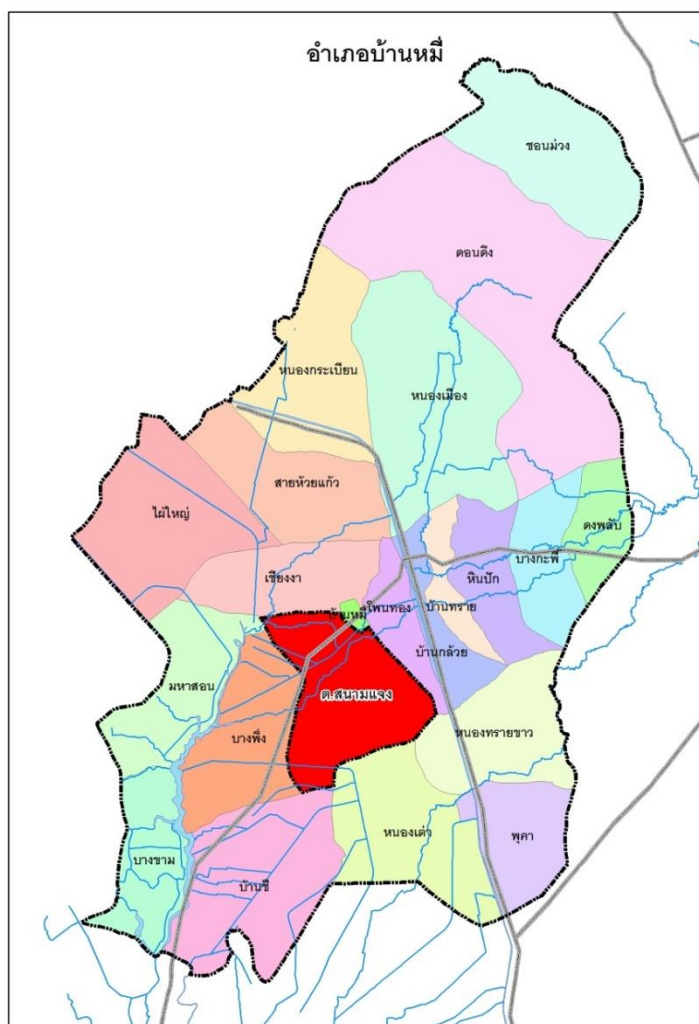 อำเภอบ้านหมี่
ชอนม่วง
ดอนดึง
หนองกระเบียน
หนองเมือง
สายห้วยแก้ว
ไผ่ใหญ่
ดงพลับ
บางกะพี้
หินปัก
เชียงงา
บ้านหมี่
โพนทอง
บ้านทราย
บ้านกล้วย
มหาสอน
ต.สนามแจง
บางพึ่ง
หนองทรายขาว
หนองเต่า
พุคา
บางขาม
บ้านชี